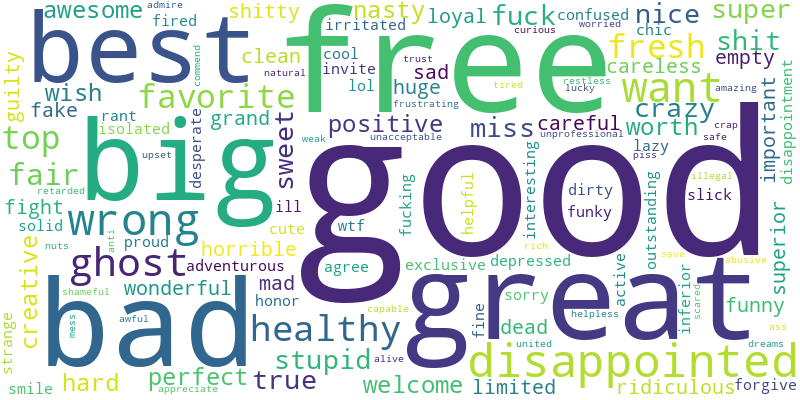 awesome
admire
fired
shitty
nasty
loyal
fuck
confused
nice
super
best
free
irritated
worried
curious
chic
shit
guilty
commend
clean
cool
trust
fresh
empty
invite
sad
careless
natural
lol
huge
tired
restless
want
lucky
amazing
disappointment
wish
favorite
frustrating
fake
rant
grand
positive
miss
careful
worth
crazy
crap
important
top
isolated
desperate
sweet
weak
unacceptable
unprofessional
lazy
safe
piss
big
good
fair
upset
retarded
ill
fucking
helpful
interesting
dirty
funky
outstanding
illegal
slick
superior
fight
wrong
cute
wtf
solid
proud
anti
nuts
horrible
rich
save
abusive
creative
ghost
adventurous
agree
exclusive
depressed
active
inferior
scared
shameful
wonderful
mad
honor
capable
great
sorry
funny
strange
mess
bad
awful
healthy
fine
dead
helpless
ass
united
dreams
stupid
alive
disappointed
smile
hard
perfect
appreciate
true
welcome
limited
ridiculous
forgive